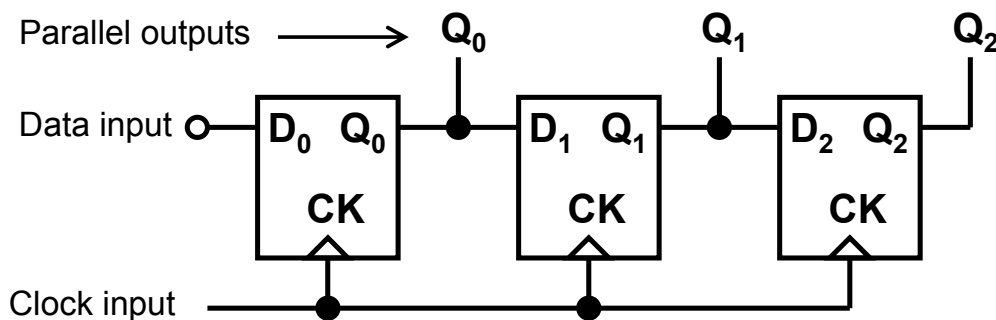 Parallel outputs Q₀ Q₁ Q₂
Data input D₀ Q₀ D₁ Q₁ D₂ Q₂
CK CK CK
Clock input